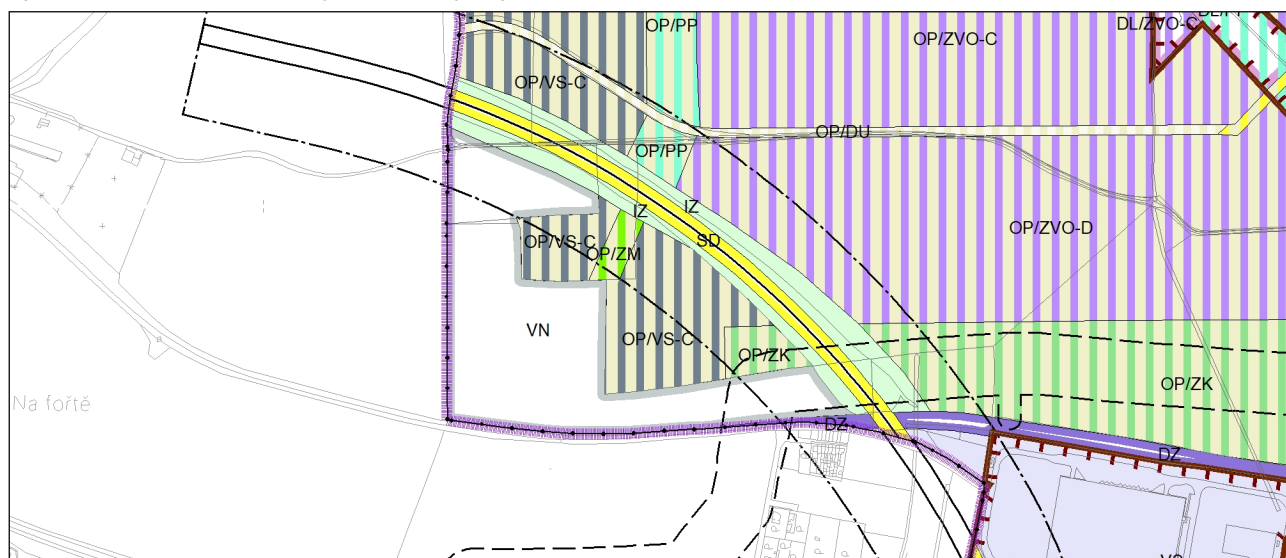 OP/PP
OP/ZVO-C
DL/ZVO-C
OP/VS-C
OP/DU
OP/PP
IZ
IZ
SD
OP/ZVO-D
OP/VS-C
OP/ZM
VN
OP/VS-C
OP/ZK
OP/ZK
Na fořtě
DZ
DZ